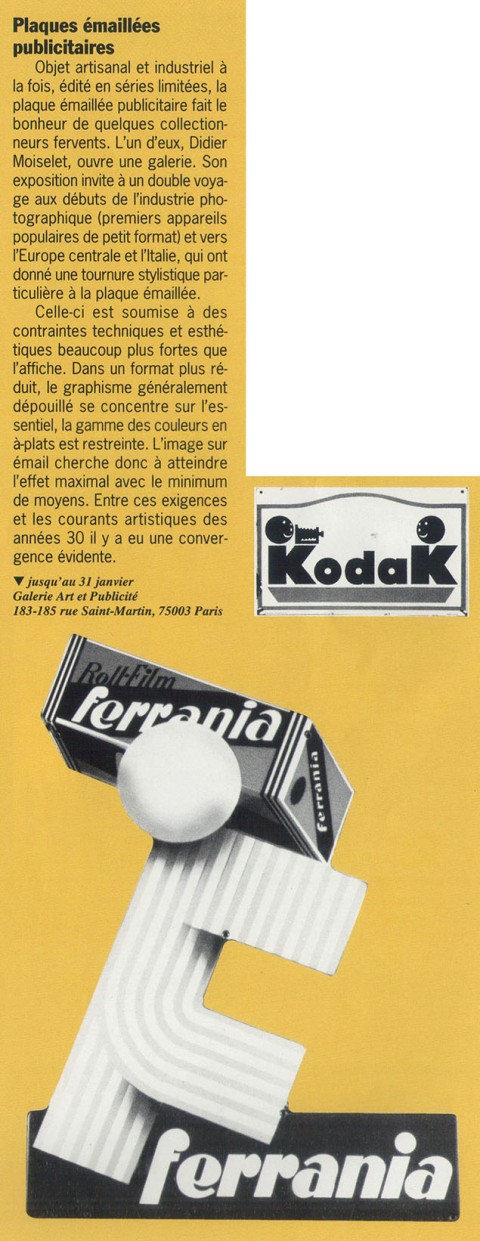 Plaques émaillées
publicitaires
Objet artisanal et industriel à
la fois, édité en séries limitées, la
plaque émaillée publicitaire fait le
bonheur de quelques collection-
neurs fervents. L'un d'eux, Didier
Moiselet, ouvre une galerie. Son
exposition invite à un double voya-
ge aux débuts de l'industrie pho-
tographique (premiers appareils
populaires de petit format) et vers
l'Europe centrale et l'Italie, qui ont
donné une tournure stylistique par-
ticulière à la plaque émaillée.
Celle-ci est soumise à des
contraintes techniques et esthé-
tiques beaucoup plus fortes que
l'affiche. Dans un format plus ré-
duit, le graphisme généralement
dépouillé se concentre sur l'es-
sentiel, la gamme des couleurs en
à-plats est restreinte. L'image sur
émail cherche donc à atteindre
l'effet maximal avec le minimum
de moyens. Entre ces exigences
et les courants artistiques des
années 30 il y a eu une conver-
gence évidente.
▼ jusqu'au 31 janvier
Galerie Art et Publicité
183-185 rue Saint-Martin, 75003 Paris
KodaK
Roll-Film
ferrania
ferrania
ferrania